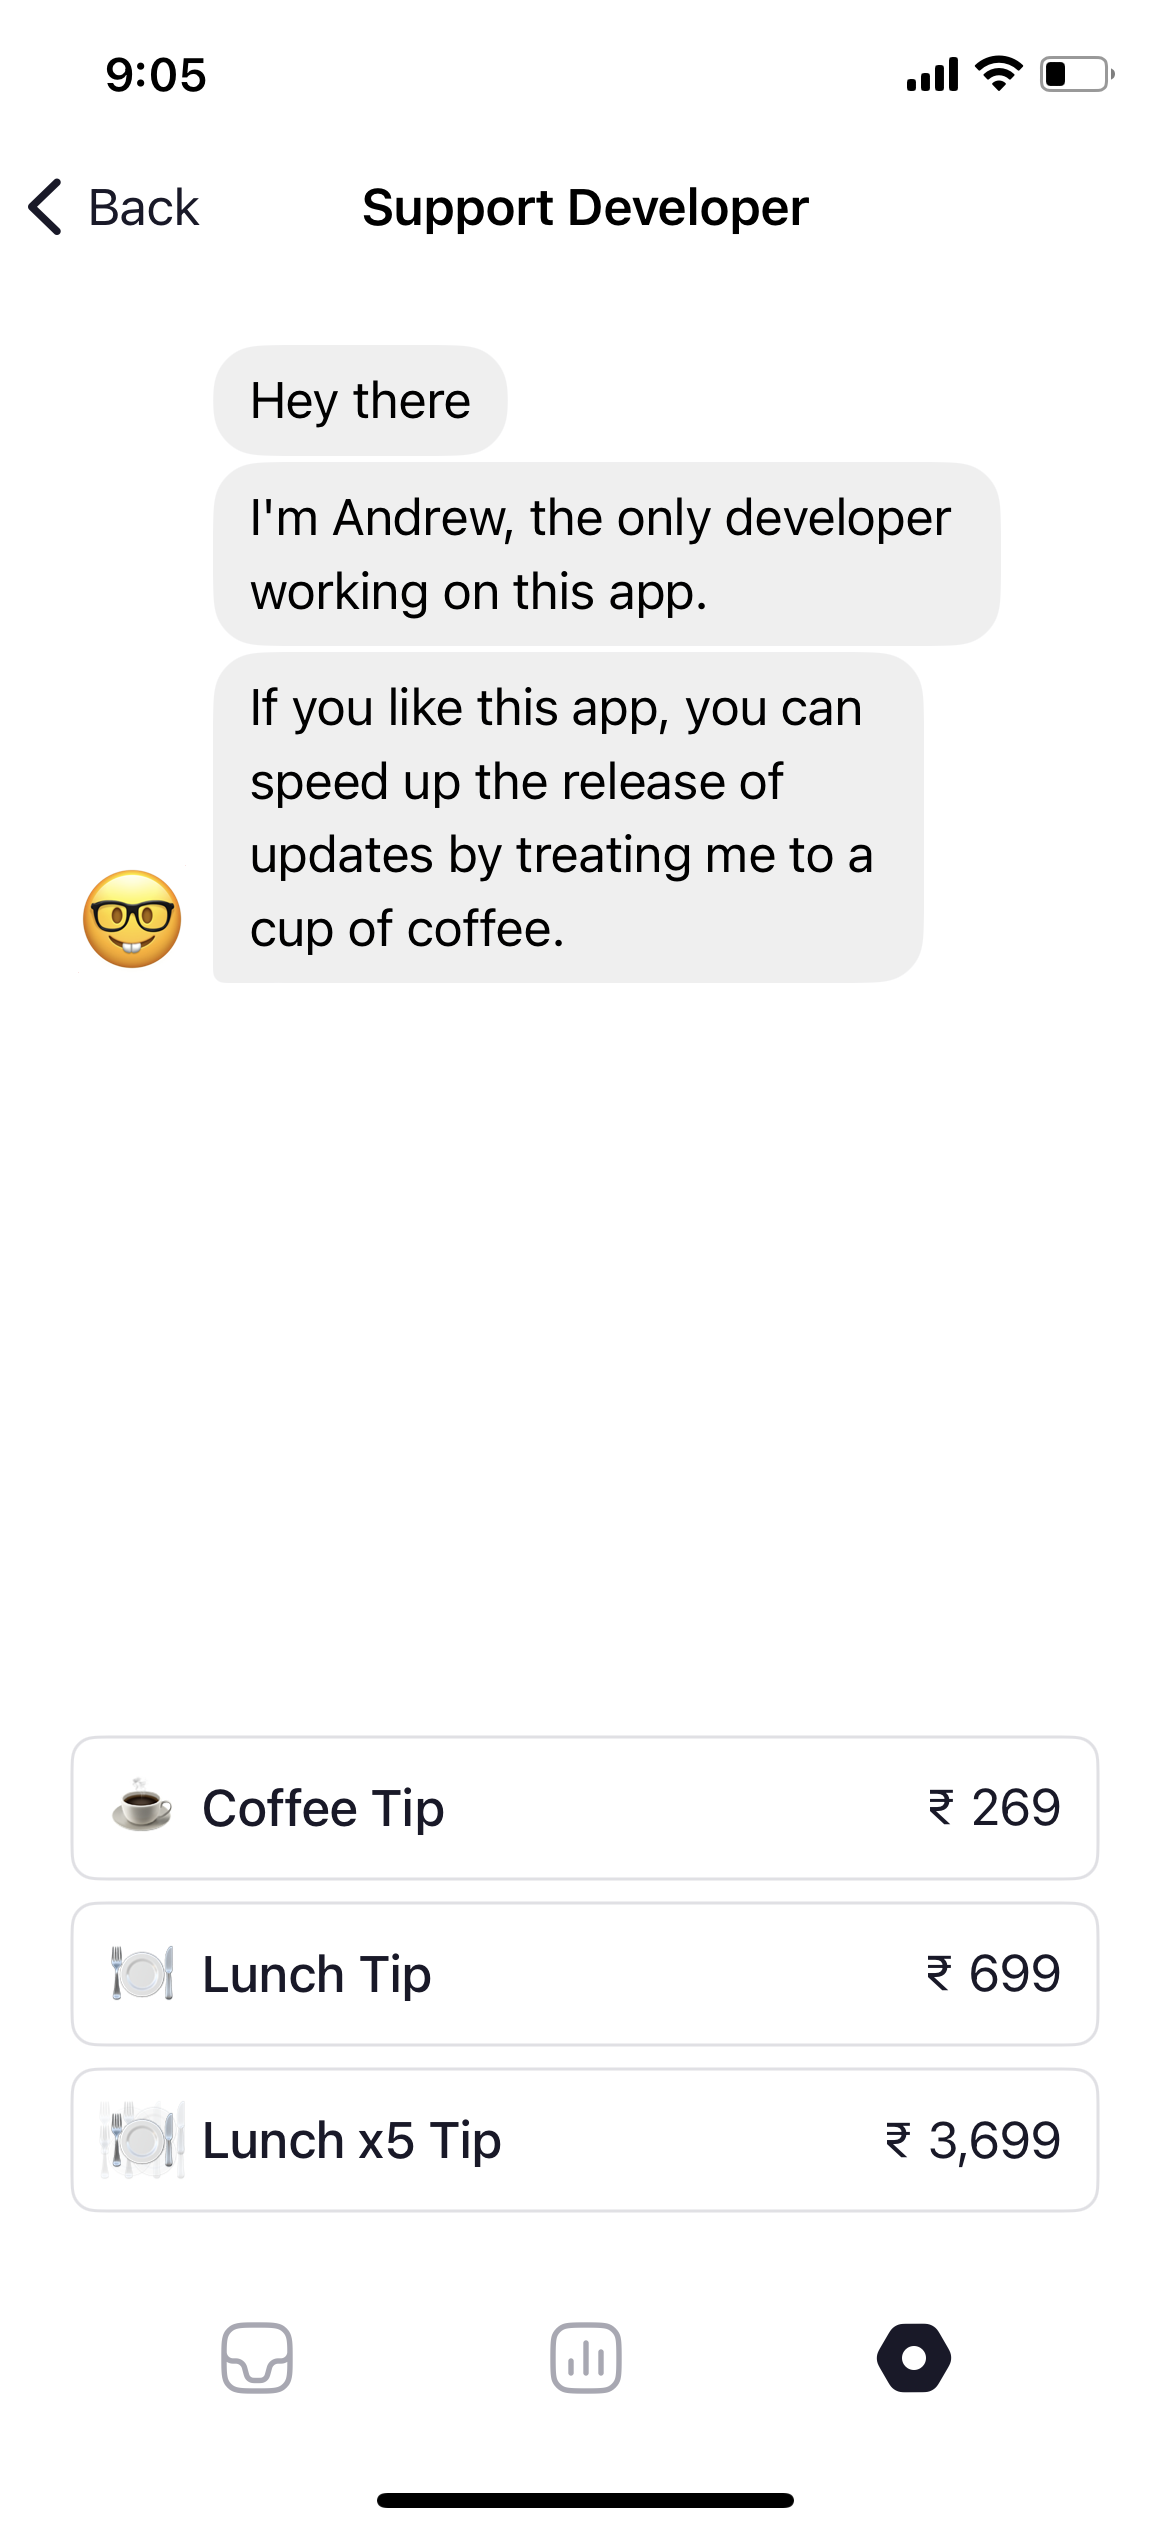 9:05
Back
Support Developer
Hey there
I'm Andrew, the only developer
working on this app.
If you like this app, you can
speed up the release of
updates by treating me to a
cup of coffee.
Coffee Tip ₹ 269
Lunch Tip ₹ 699
Lunch x5 Tip ₹ 3,699